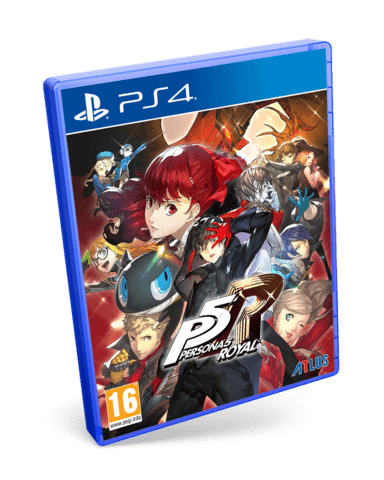 PS4
P5R
PERSONA5
ROYAL
ATLUS
16
www.pegi.info